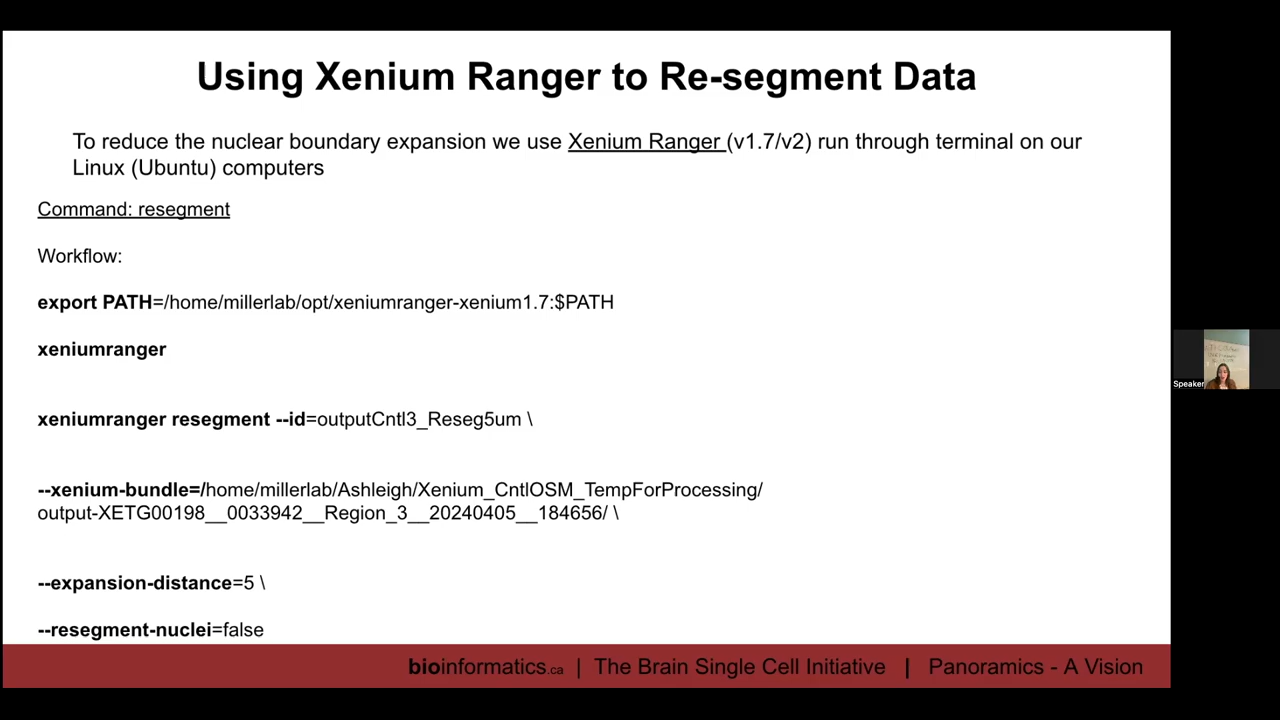 Using Xenium Ranger to Re-segment Data
To reduce the nuclear boundary expansion we use Xenium Ranger (v1.7/v2) run through terminal on our
Linux (Ubuntu) computers
Command: resegment
Workflow:
export PATH=/home/millerlab/opt/xeniumranger-xenium1.7:$PATH
xeniumranger
xeniumranger resegment --id=outputCntl3_Reseg5um \
--xenium-bundle=/home/millerlab/Ashleigh/Xenium_CntlOSM_TempForProcessing/
output-XETG00198__0033942__Region_3__20240405__184656/ \
--expansion-distance=5 \
--resegment-nuclei=false
bioinformatics.ca | The Brain Single Cell Initiative | Panoramics - A Vision
Speaker